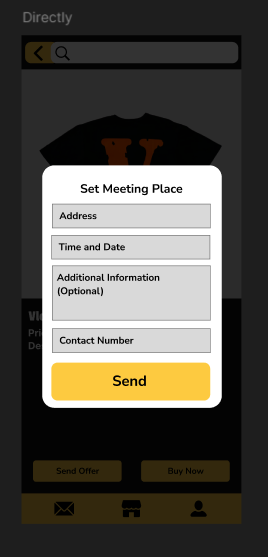 Directly
Set Meeting Place
Address
Time and Date
Additional Information
(Optional)
Contact Number
Send
Send Offer
Buy Now